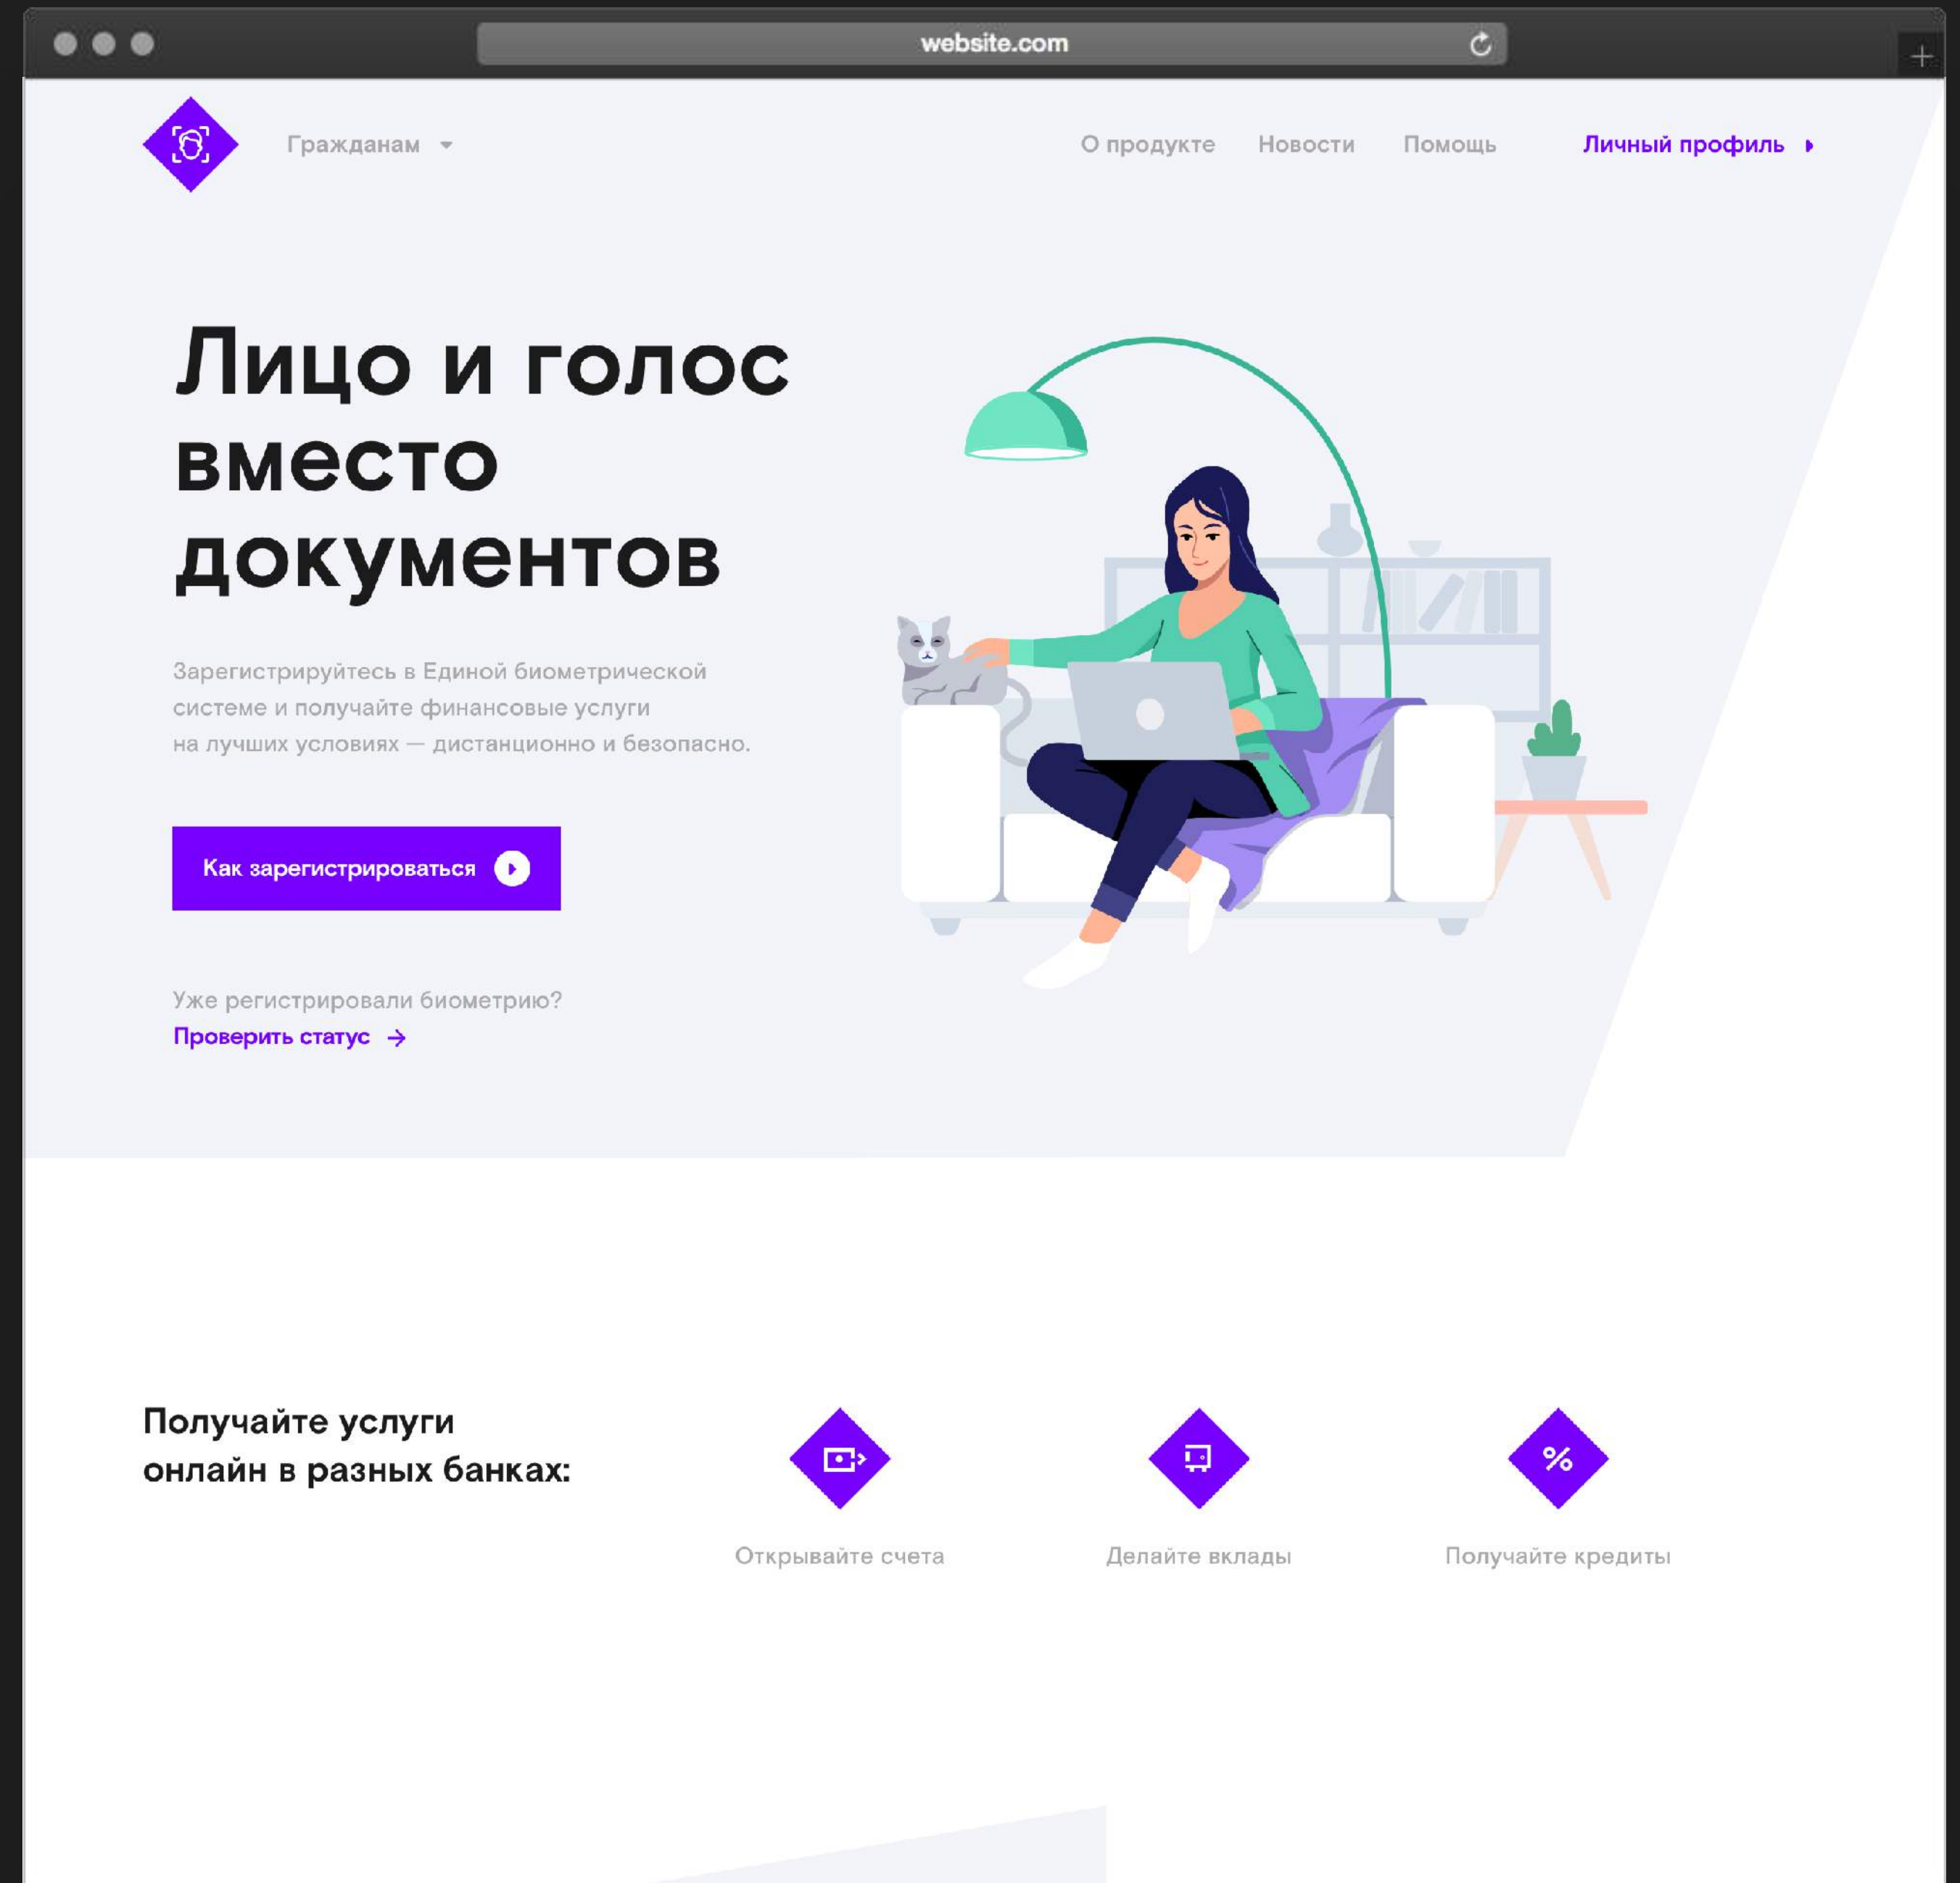 website.com
Гражданам
О продукте
Новости
Помощь
Личный профиль
Лицо и голос
вместо
документов
Зарегистрируйтесь в Единой биометрической
системе и получайте финансовые услуги
на лучших условиях — дистанционно и безопасно.
Как зарегистрироваться
Уже регистрировали биометрию?
Проверить статус →
Получайте услуги
онлайн в разных банках:
%
Открывайте счета
Делайте вклады
Получайте кредиты